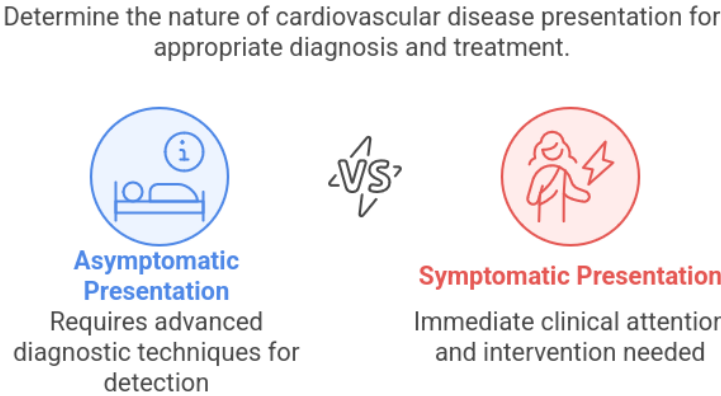 Determine the nature of cardiovascular disease presentation for
appropriate diagnosis and treatment.
VS
Asymptomatic
Presentation
Requires advanced
diagnostic techniques for
detection
Symptomatic Presentation
Immediate clinical attention
and intervention needed